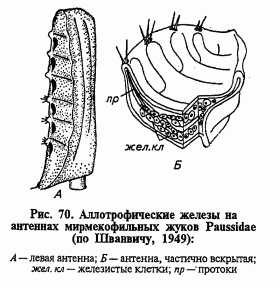 пр
жел.кл
А
Б
Рис. 70. Аллотрофические железы на
антеннах мирмекофильных жуков Paussidae
(по Шванвичу, 1949):
А — левая антенна; Б — антенна, частично вскрытая;
жел. кл — железистые клетки; пр — протоки